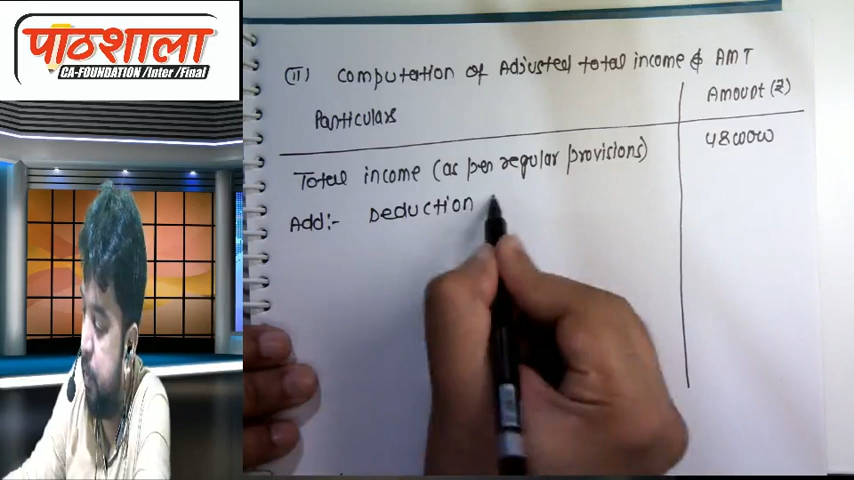 पाठशाला
CA-FOUNDATION /Inter /Final
(II) Computation of Adjusted total income & AMT
Particulars
Amount (₹)
Total income (as per regular provisions)
480000
Add:- Deduction